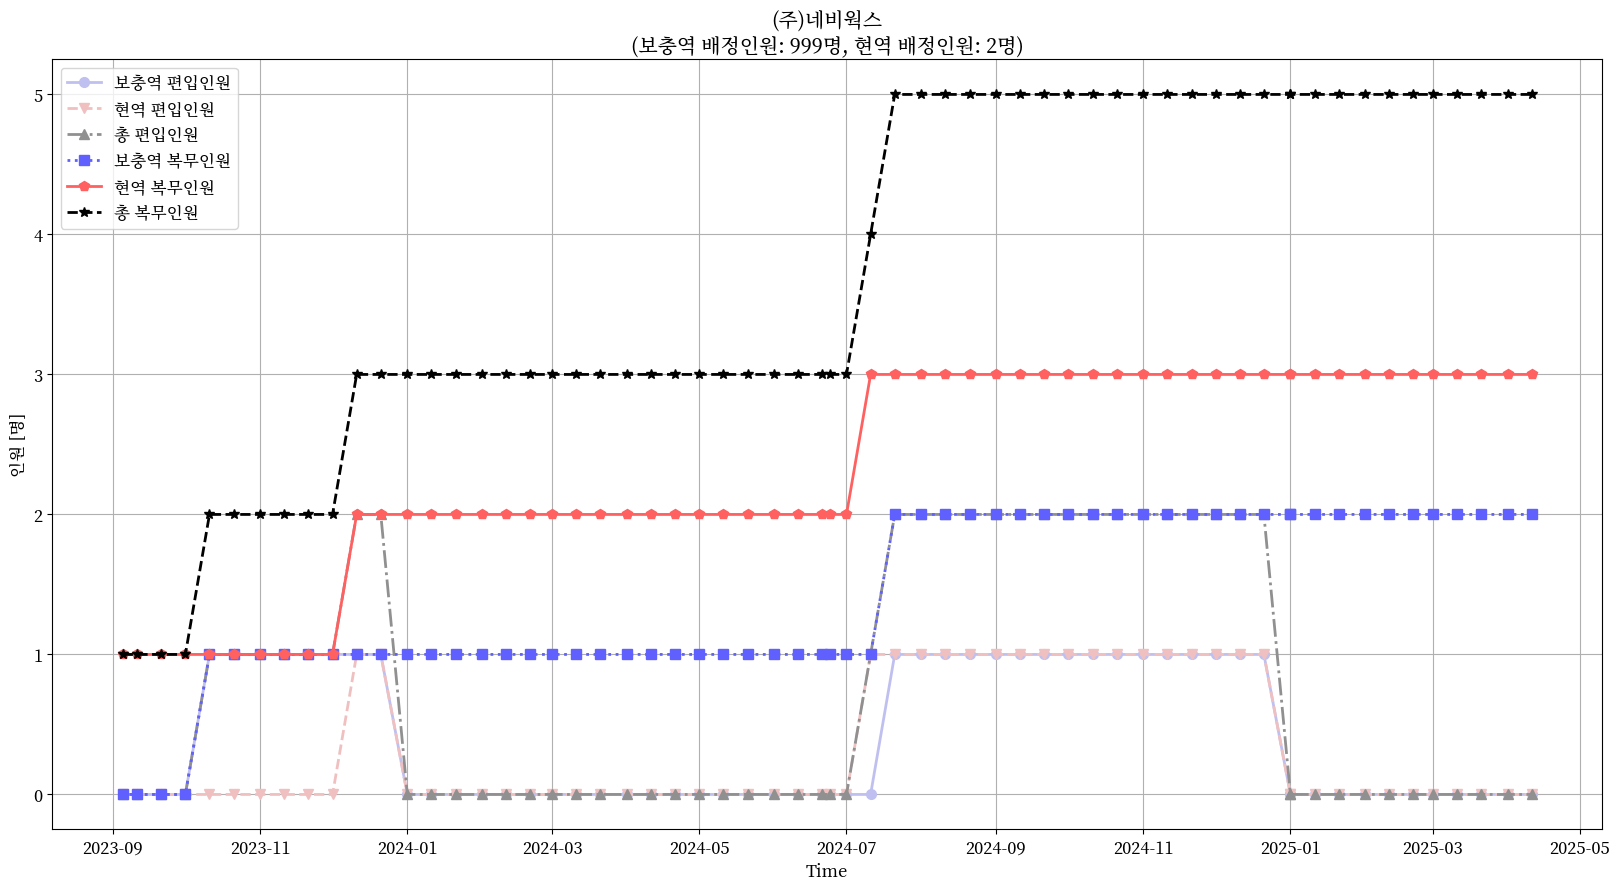 (주)네비웍스
(보충역 배정인원: 999명, 현역 배정인원: 2명)
보충역 편입인원
현역 편입인원
총 편입인원
보충역 복무인원
현역 복무인원
총 복무인원
인원 [명]
5
4
3
2
1
0
2023-09
2023-11
2024-01
2024-03
2024-05
2024-07
2024-09
2024-11
2025-01
2025-03
2025-05
Time